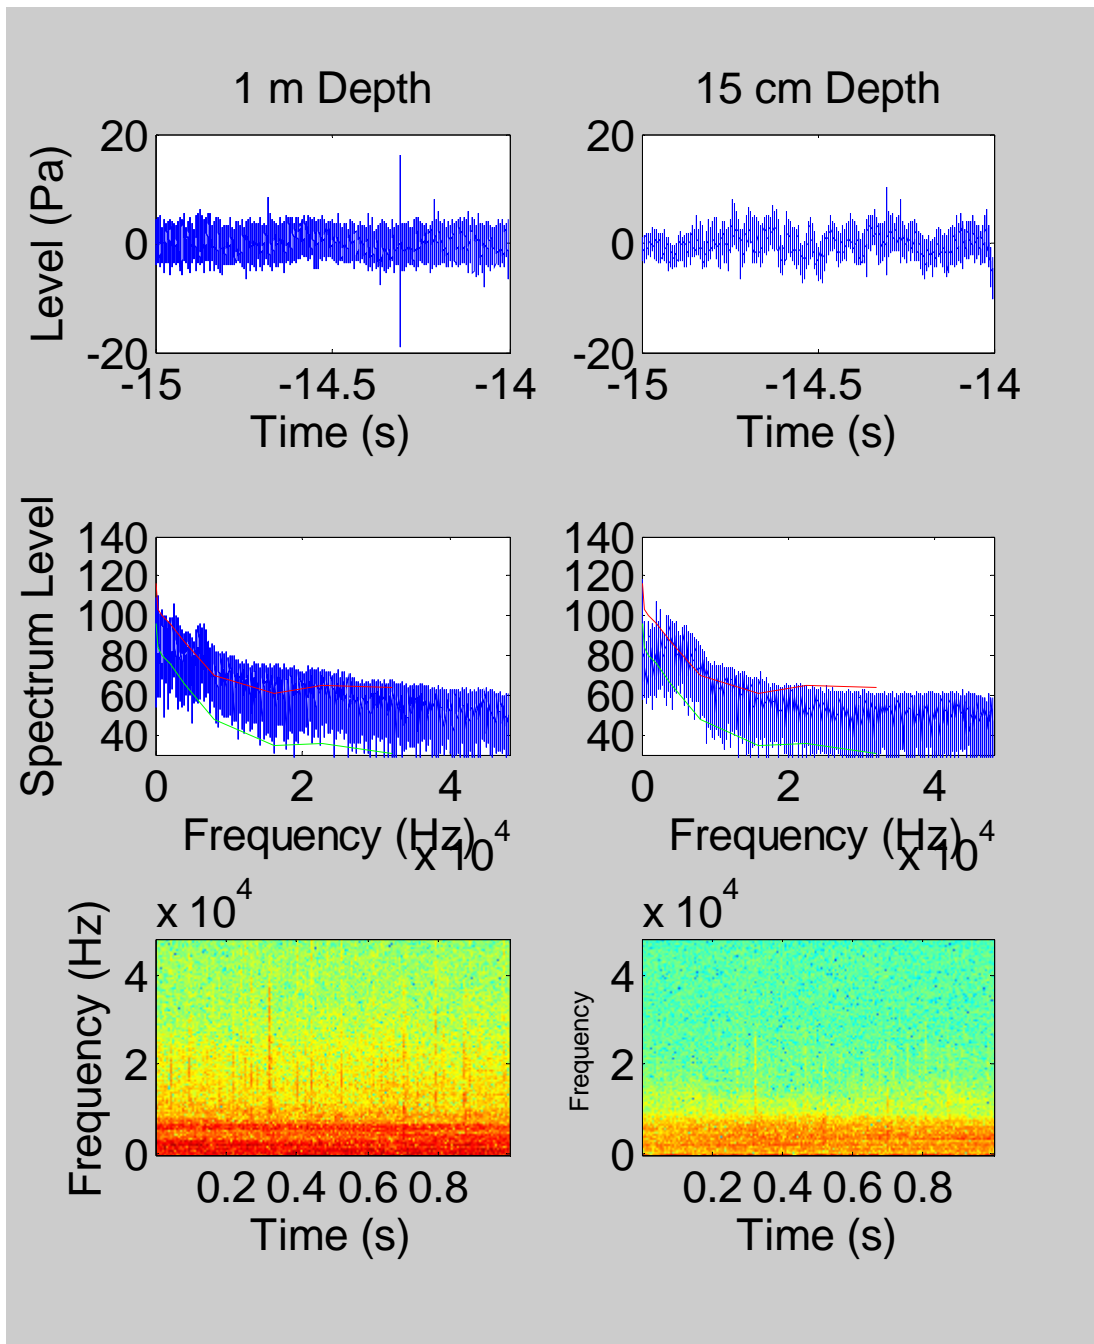 1 m Depth
15 cm Depth
20
0
-20
Level (Pa)
-15
-14.5
-14
Time (s)
20
0
-20
-15
-14.5
-14
Time (s)
140
120
100
80
60
40
Spectrum Level
0
2
4
Frequency (Hz)
x 10^4
140
120
100
80
60
40
0
2
4
Frequency (Hz)
x 10^4
x 10^4
4
2
0
Frequency (Hz)
0.2 0.4 0.6 0.8
Time (s)
x 10^4
4
2
0
Frequency
0.2 0.4 0.6 0.8
Time (s)